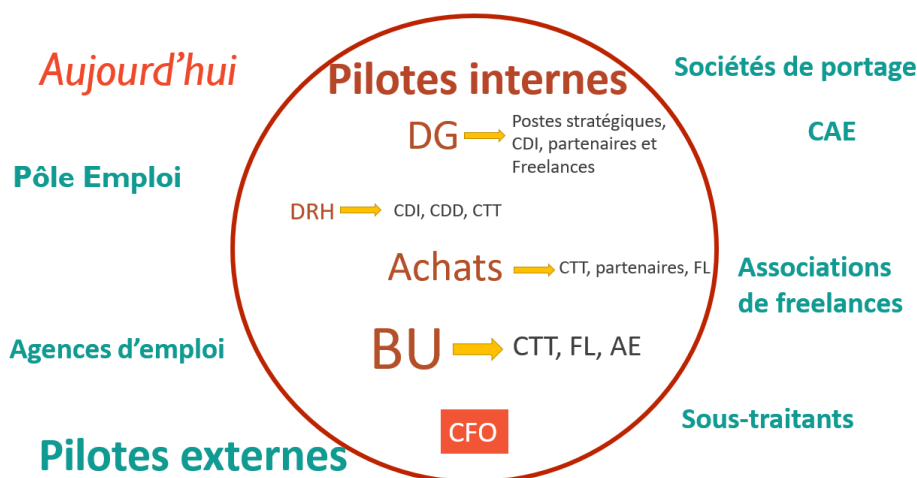 Aujourd'hui
Pilotes internes
Sociétés de portage
DG
Postes stratégiques,
CDI, partenaires et
Freelances
CAE
Pôle Emploi
DRH
CDI, CDD, CTT
Achats
CTT, partenaires, FL
Associations
de freelances
Agences d'emploi
BU
CTT, FL, AE
CFO
Sous-traitants
Pilotes externes